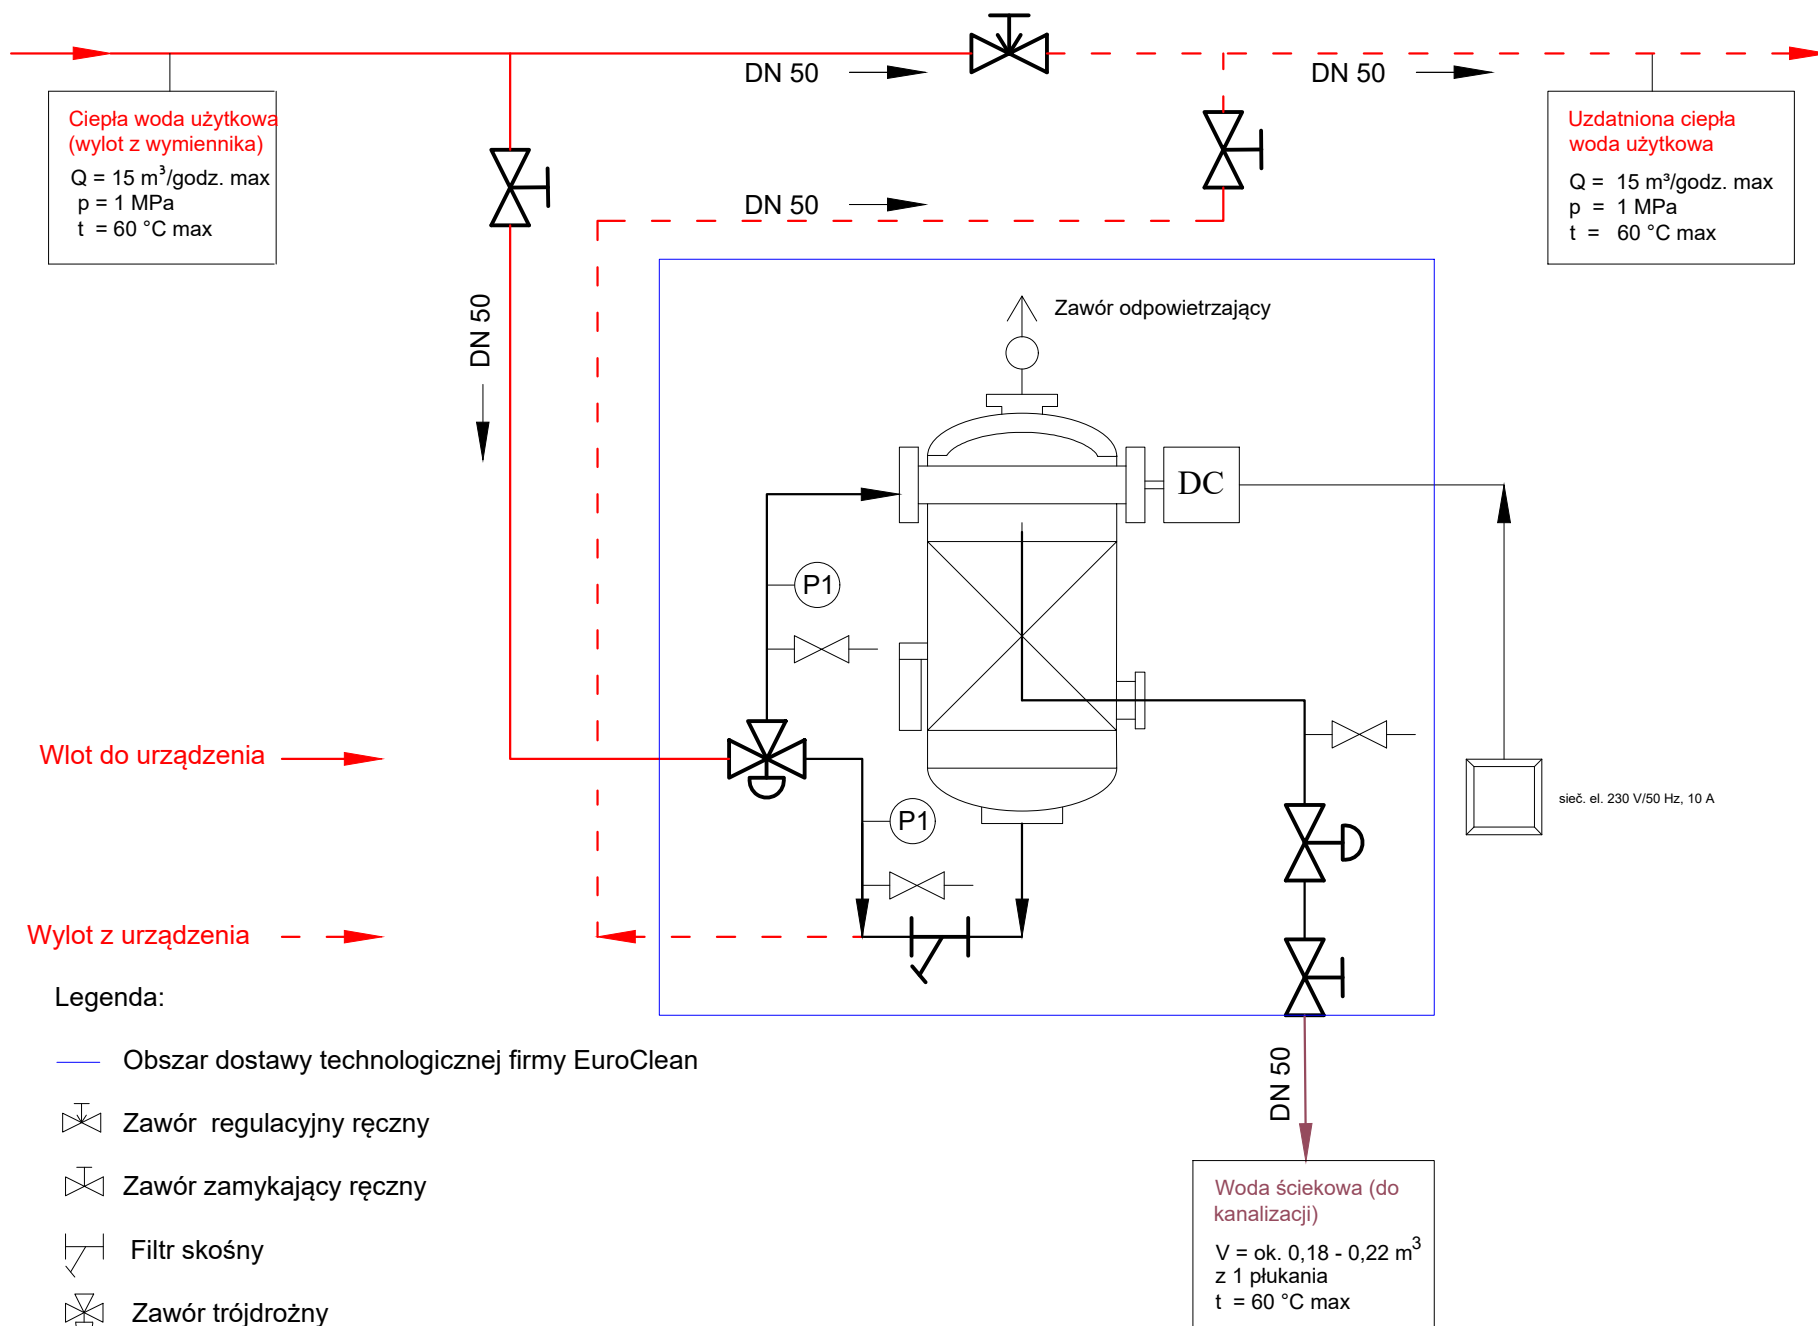 DN 50
DN 50
Ciepła woda użytkowa
(wylot z wymiennika)
Q = 15 m³/godz. max
p = 1 MPa
t = 60 °C max
Uzdatniona ciepła
woda użytkowa
Q = 15 m³/godz. max
p = 1 MPa
t = 60 °C max
DN 50
DN 50
Zawór odpowietrzający
DC
P1
Wlot do urządzenia
sieč. el. 230 V/50 Hz, 10 A
P1
Wylot z urządzenia
Legenda:
Obszar dostawy technologicznej firmy EuroClean
Zawór regulacyjny ręczny
Zawór zamykający ręczny
Filtr skośny
Zawór trójdrożny
DN 50
Woda ściekowa (do
kanalizacji)
V = ok. 0,18 - 0,22 m³
z 1 płukania
t = 60 °C max